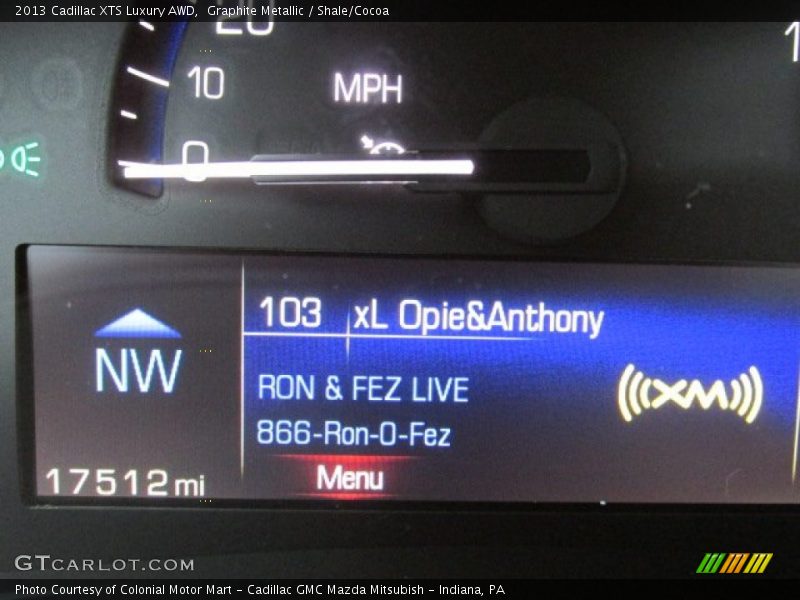 2013 Cadillac XTS Luxury AWD,  Graphite Metallic / Shale/Cocoa
20
10
MPH
1
0
103 xL Opie&Anthony
NW
RON & FEZ LIVE
XM
866-Ron-O-Fez
17512 mi
Menu
GTCARLOT.COM
Photo Courtesy of Colonial Motor Mart - Cadillac GMC Mazda Mitsubish - Indiana, PA